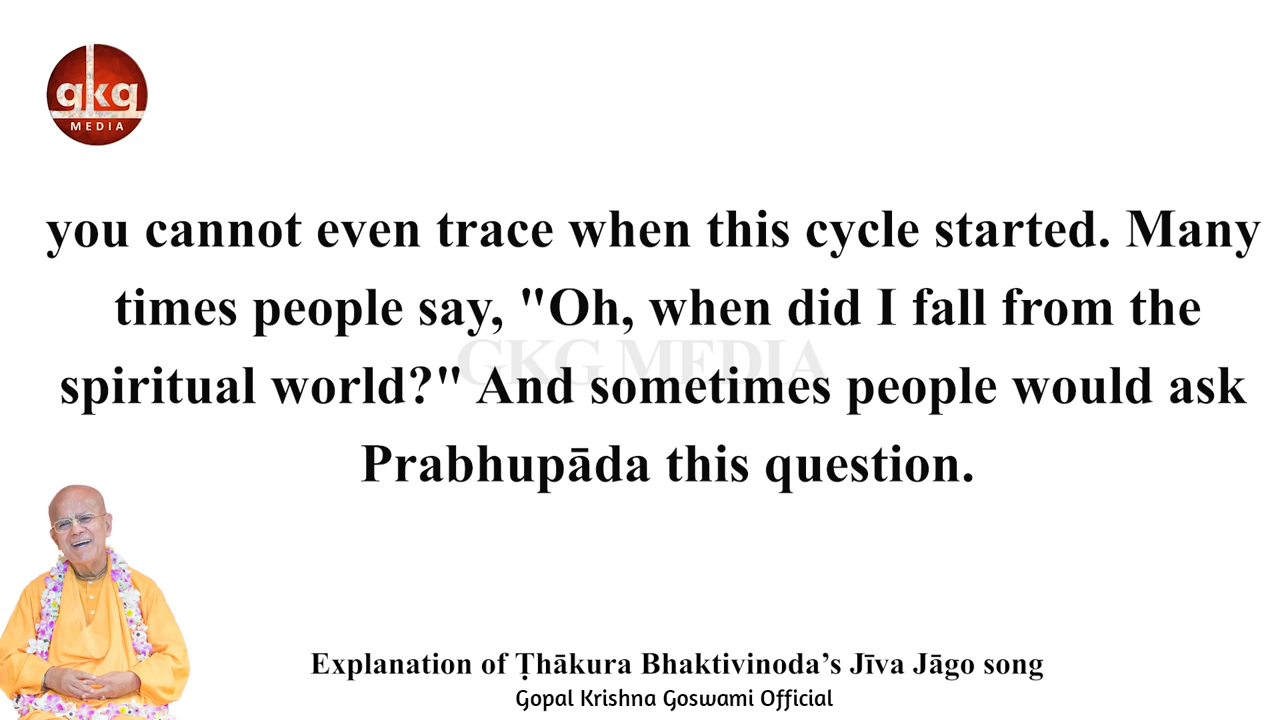 gkg
MEDIA
you cannot even trace when this cycle started. Many
times people say, "Oh, when did I fall from the
GKG MEDIA
spiritual world?" And sometimes people would ask
Prabhupāda this question.
Explanation of Ṭhākura Bhaktivinoda’s Jīva Jāgo song
Gopal Krishna Goswami Official